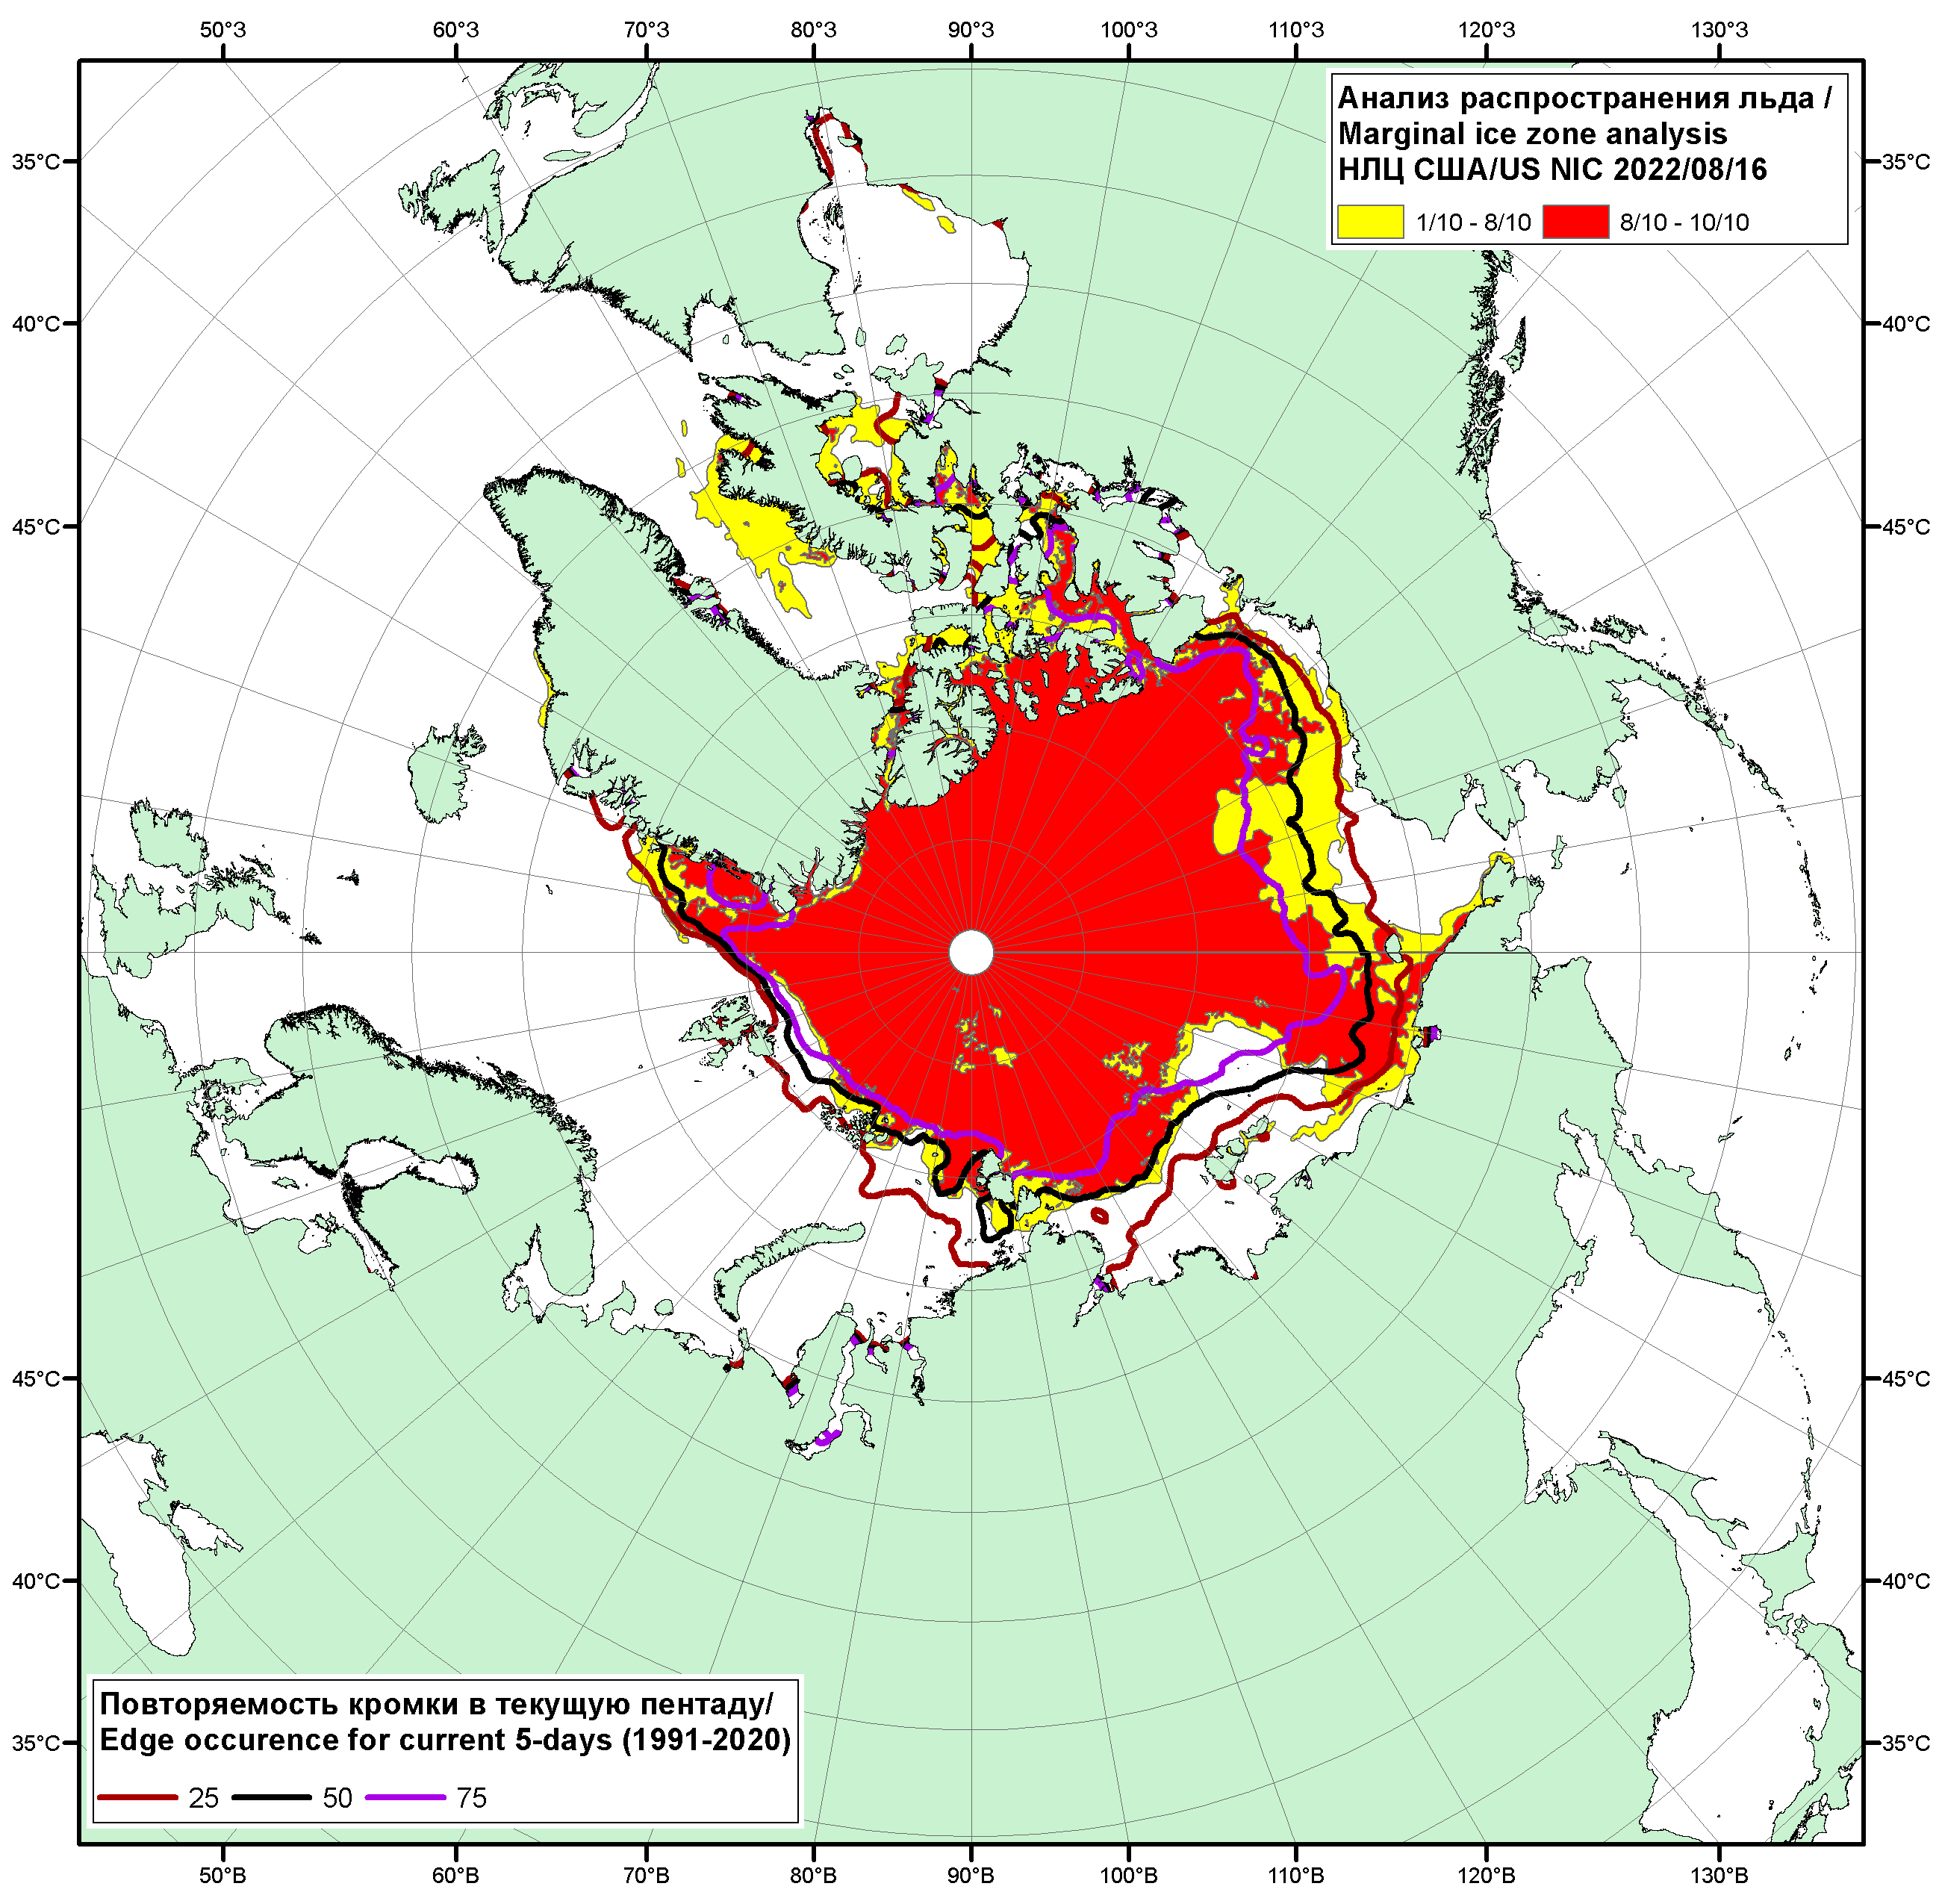 50°З 60°З 70°З 80°З 90°З 100°З 110°З 120°З 130°З
Анализ распространения льда /
Marginal ice zone analysis
НЛЦ США/US NIC 2022/08/16
1/10 - 8/10 8/10 - 10/10
35°С 35°С
40°С 40°С
45°С 45°С
45°С 45°С
40°С 40°С
35°С 35°С
Повторяемость кромки в текущую пентаду/
Edge occurence for current 5-days (1991-2020)
25 50 75
50°В 60°В 70°В 80°В 90°В 100°В 110°В 120°В 130°В